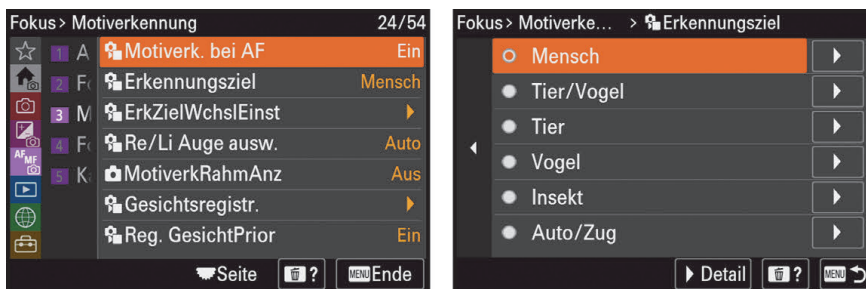 Fokus> Motiverkennung 24/54
1 A Motiverk. bei AF Ein
2 F Erkennungsziel Mensch
3 M ErkZielWchslEinst
4 F Re/Li Auge ausw. Auto
5 K MotiverkRahmAnz Aus
Gesichtsregistr.
Reg. GesichtPrior Ein
AF MF
Seite ? MENU Ende
Fokus> Motiverke... > Erkennungsziel
Mensch
Tier/Vogel
Tier
Vogel
Insekt
Auto/Zug
Detail ? MENU